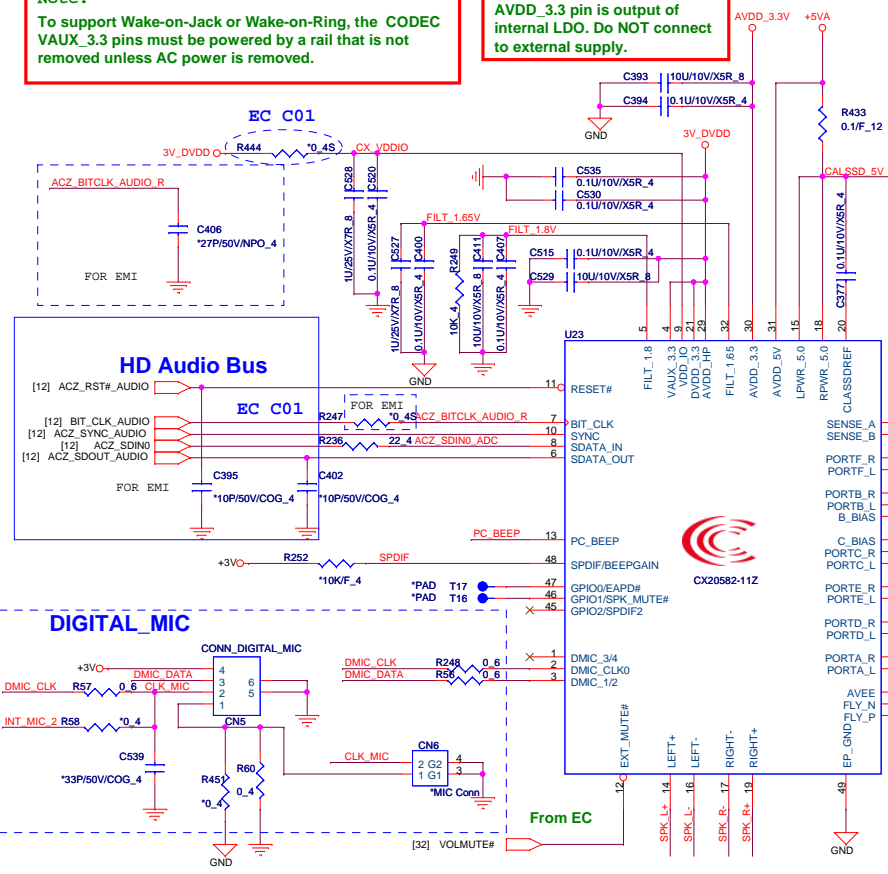 To support Wake-on-Jack or Wake-on-Ring, the CODEC
VAUX_3.3 pins must be powered by a rail that is not
removed unless AC power is removed.
AVDD_3.3 pin is output of
internal LDO. Do NOT connect
to external supply.
AVDD_3.3V
+5VA
C393
10U/10V/X5R_8
C394
0.1U/10V/X5R_4
GND
R433
0.1/F_12
EC C01
3V_DVDD
R444
*0_4S
CX_VDDIO
3V_DVDD
CALSSD_5V
ACZ_BITCLK_AUDIO_R
C406
*27P/50V/NPO_4
FOR EMI
C528
1U/25V/X7R_8
C520
0.1U/10V/X5R_4
C535
0.1U/10V/X5R_4
C530
0.1U/10V/X5R_4
FILT_1.65V
FILT_1.8V
C527
1U/25V/X7R_8
C400
0.1U/10V/X5R_4
R249
10K_4
C411
10U/10V/X5R_8
C407
0.1U/10V/X5R_4
C515
0.1U/10V/X5R_4
C529
10U/10V/X5R_8
C377
0.1U/10V/X5R_4
GND
U23
5
4
9
21
29
32
30
31
15
18
20
FILT_1.8
VAUX_3.3
VDD_IO
DVDD_3.3
AVDD_HP
FILT_1.65
AVDD_3.3
AVDD_5V
LPWR_5.0
RPWR_5.0
CLASSDREF
HD Audio Bus
[12] ACZ_RST#_AUDIO
11
RESET#
EC C01
FOR EMI
[12] BIT_CLK_AUDIO
R247
*0_4S
ACZ_BITCLK_AUDIO_R
7
BIT_CLK
[12] ACZ_SYNC_AUDIO
10
SYNC
[12] ACZ_SDIN0
R236
22_4
ACZ_SDIN0_ADC
8
SDATA_IN
[12] ACZ_SDOUT_AUDIO
6
SDATA_OUT
FOR EMI
C395
*10P/50V/COG_4
C402
*10P/50V/COG_4
SENSE_A
SENSE_B
PORTF_R
PORTF_L
PORTB_R
PORTB_L
B_BIAS
C_BIAS
PORTC_R
PORTC_L
PORTE_R
PORTE_L
PORTD_R
PORTD_L
PORTA_R
PORTA_L
AVEE
FLY_N
FLY_P
PC_BEEP
13
PC_BEEP
+3V
R252
*10K/F_4
SPDIF
48
SPDIF/BEEPGAIN
CX20582-11Z
*PAD T17
47
GPIO0/EAPD#
*PAD T16
46
GPIO1/SPK_MUTE#
45
GPIO2/SPDIF2
1
DMIC_3/4
DMIC_CLK
R248
0_6
2
DMIC_CLK0
DMIC_DATA
R56
0_6
3
DMIC_1/2
DIGITAL_MIC
CONN_DIGITAL_MIC
+3V
4
DMIC_DATA
3
6
DMIC_CLK
R57
0_6
CLK_MIC
2
5
1
INT_MIC_2
R58
*0_4
CN5
C539
*33P/50V/COG_4
R451
*0_4
R60
0_4
CLK_MIC
CN6
2 G2
4
1 G1
3
*MIC Conn
GND
EXT_MUTE#
LEFT+
LEFT-
RIGHT-
RIGHT+
EP_GND
12
14
16
17
19
49
SPK_L+
SPK_L-
SPK_R-
SPK_R+
From EC
[32] VOLMUTE#
GND